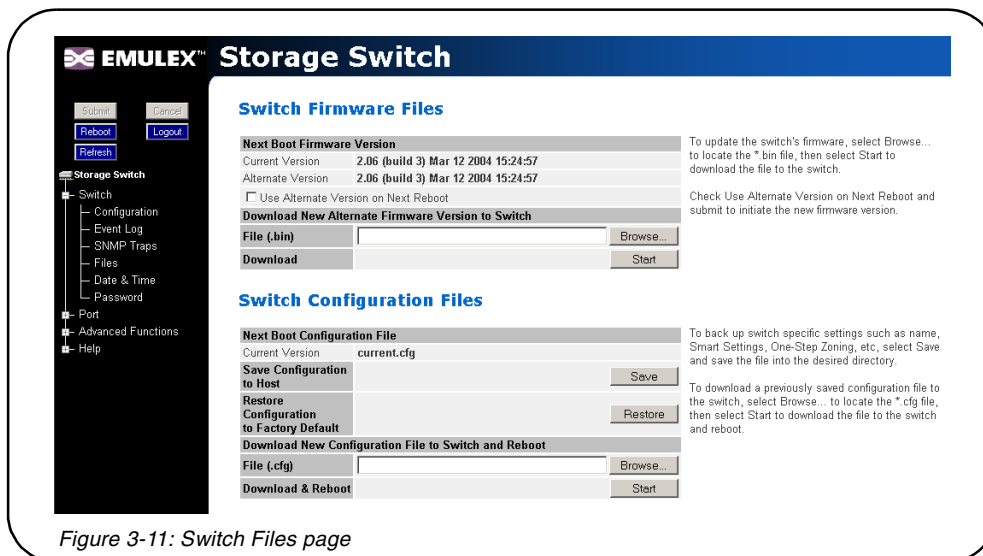 EMULEX™ Storage Switch
Submit Cancel
Reboot Logout
Refresh
Storage Switch
Switch
Configuration
Event Log
SNMP Traps
Files
Date & Time
Password
Port
Advanced Functions
Help
Switch Firmware Files
Next Boot Firmware Version
Current Version 2.06 (build 3) Mar 12 2004 15:24:57
Alternate Version 2.06 (build 3) Mar 12 2004 15:24:57
Use Alternate Version on Next Reboot
Download New Alternate Firmware Version to Switch
File (.bin) Browse...
Download Start
To update the switch's firmware, select Browse...
to locate the *.bin file, then select Start to
download the file to the switch.
Check Use Alternate Version on Next Reboot and
submit to initiate the new firmware version.
Switch Configuration Files
Next Boot Configuration File
Current Version current.cfg
Save Configuration
to Host Save
Restore
Configuration
to Factory Default Restore
Download New Configuration File to Switch and Reboot
File (.cfg) Browse...
Download & Reboot Start
To back up switch specific settings such as name,
Smart Settings, One-Step Zoning, etc, select Save
and save the file into the desired directory.
To download a previously saved configuration file to
the switch, select Browse... to locate the *.cfg file,
then select Start to download the file to the switch
and reboot.
Figure 3-11: Switch Files page